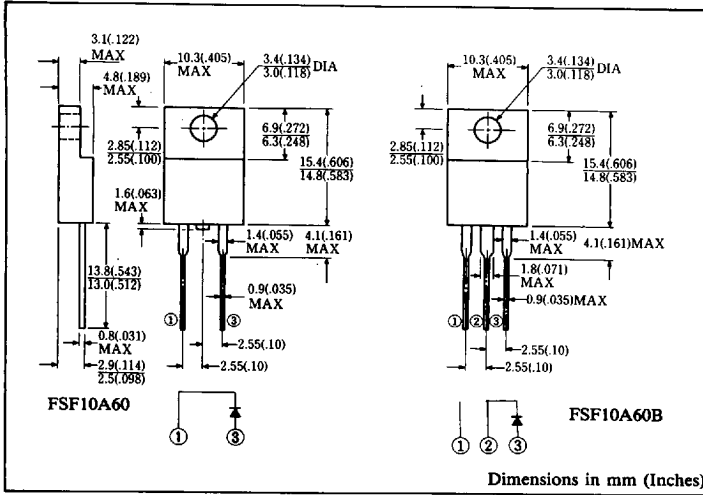 3.1(.122)
MAX
4.8(.189)
MAX
10.3(.405)
MAX
3.4(.134)
3.0(.118) DIA
2.85(.112)
2.55(.100)
6.9(.272)
6.3(.248)
15.4(.606)
14.8(.583)
1.6(.063)
MAX
1.4(.055)
MAX
4.1(.161)
MAX
13.8(.543)
13.0(.512)
0.9(.035)
MAX
① ③
0.8(.031)
MAX
2.55(.10)
2.9(.114)
2.5(.098)
2.55(.10)
FSF10A60
① ③
10.3(.405)
MAX
3.4(.134)
3.0(.118) DIA
2.85(.112)
2.55(.100)
6.9(.272)
6.3(.248)
15.4(.606)
14.8(.583)
1.4(.055)
MAX
4.1(.161)MAX
1.8(.071)
MAX
0.9(.035)MAX
① ② ③
2.55(.10)
2.55(.10)
FSF10A60B
① ② ③
Dimensions in mm (Inches)